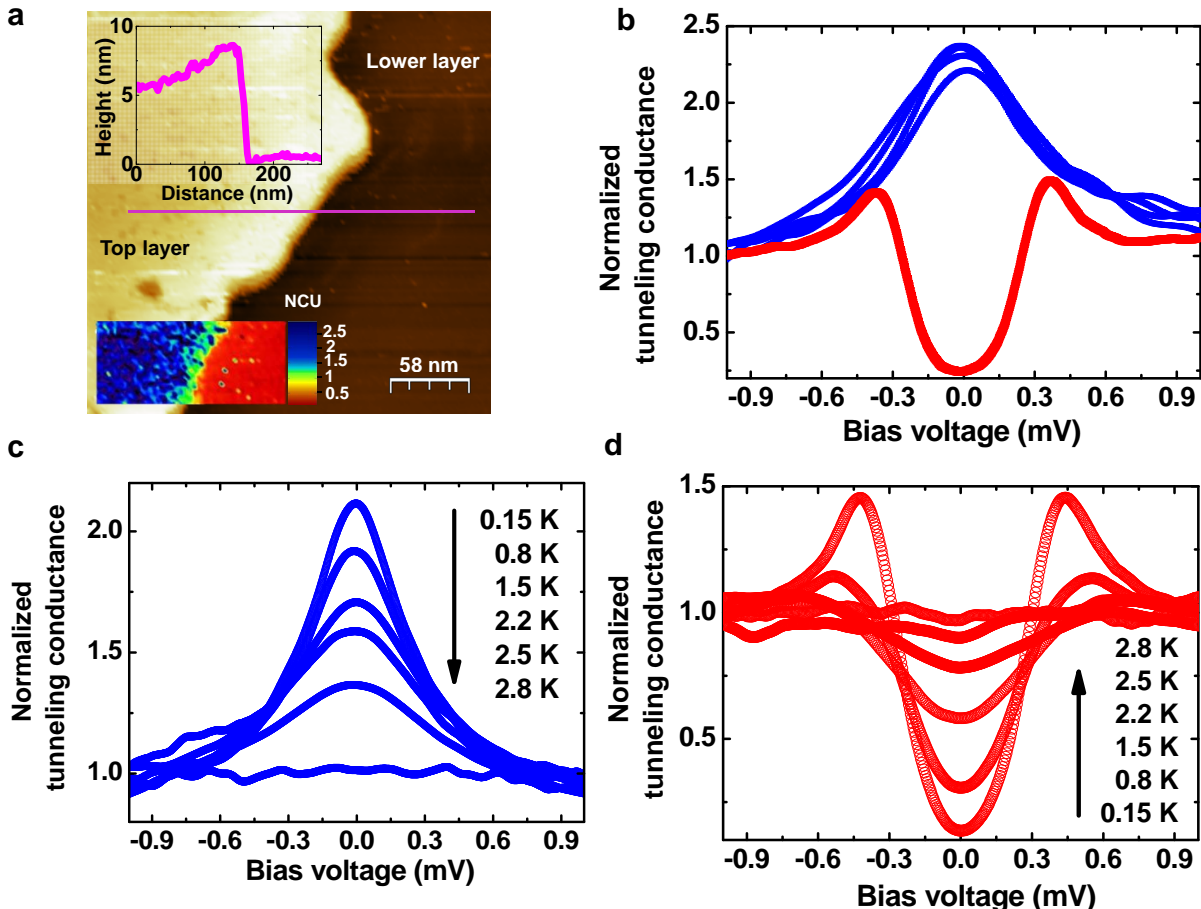 a
10
5
0
Height (nm)
0
100
200
Distance (nm)
Lower layer
Top layer
NCU
2.5
2
1.5
1
0.5
58 nm
b
2.5
2.0
1.5
1.0
0.5
Normalized
tunneling conductance
-0.9 -0.6 -0.3 0.0 0.3 0.6 0.9
Bias voltage (mV)
c
2.0
1.5
1.0
Normalized
tunneling conductance
0.15 K
0.8 K
1.5 K
2.2 K
2.5 K
2.8 K
-0.9 -0.6 -0.3 0.0 0.3 0.6 0.9
Bias voltage (mV)
d
1.5
1.0
0.5
Normalized
tunneling conductance
2.8 K
2.5 K
2.2 K
1.5 K
0.8 K
0.15 K
-0.9 -0.6 -0.3 0.0 0.3 0.6 0.9
Bias voltage (mV)